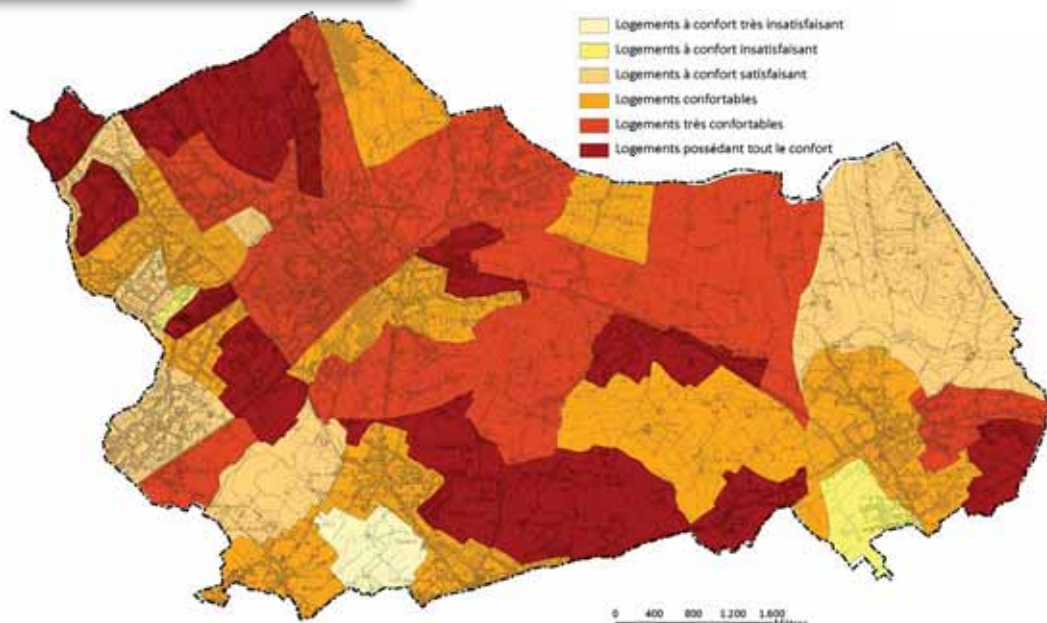 Logements à confort très insatisfaisant
Logements à confort insatisfaisant
Logements à confort satisfaisant
Logements confortables
Logements très confortables
Logements possédant tout le confort
0 400 800 1.200 1.600
Mètres